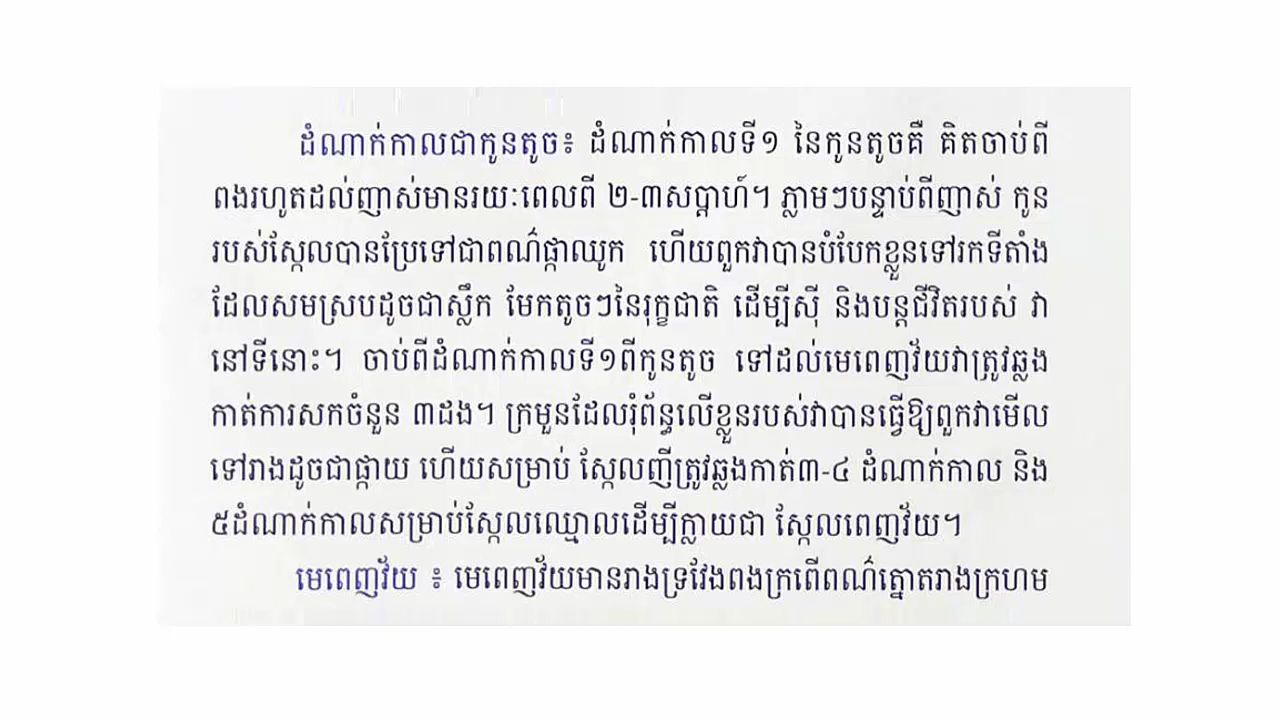 ដំណាក់កាលជាកូនតូច៖ ដំណាក់កាលទី១ នៃកូនតូចគឺ គិតចាប់ពី
ពងរហូតដល់ញាស់មានរយៈពេលពី ២-៣សប្តាហ៍។ ភ្លាមៗបន្ទាប់ពីញាស់ កូន
របស់ស្កែលបានប្រែទៅជាពណ៌ផ្កាឈូក ហើយពួកវាបានបំបែកខ្លួនទៅរកទីតាំង
ដែលសមស្របដូចជាស្លឹក មែកតូចៗនៃរុក្ខជាតិ ដើម្បីស៊ី និងបន្តជីវិតរបស់ វា
នៅទីនោះ។ ចាប់ពីដំណាក់កាលទី១ពីកូនតូច ទៅដល់មេពេញវ័យវាត្រូវឆ្លង
កាត់ការសកចំនួន ៣ដង។ ក្រមួនដែលរុំព័ន្ធលើខ្លួនរបស់វាបានធ្វើឱ្យពួកវាមើល
ទៅរាងដូចជាផ្កាយ ហើយសម្រាប់ ស្កែលញីត្រូវឆ្លងកាត់៣-៤ ដំណាក់កាល និង
៥ដំណាក់កាលសម្រាប់ស្កែលឈ្មោលដើម្បីក្លាយជា ស្កែលពេញវ័យ។
មេពេញវ័យ ៖ មេពេញវ័យមានរាងទ្រវែងពងក្រពើពណ៌ត្នោតរាងក្រហម